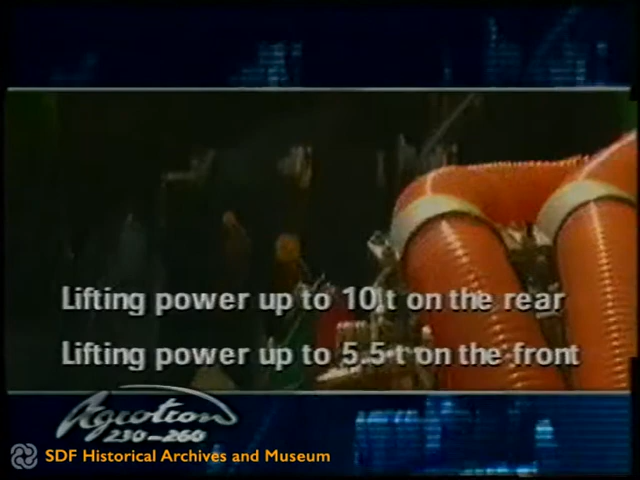 Lifting power up to 10 t on the rear
Lifting power up to 5.5 t on the front
Agrotron
230-260
SDF Historical Archives and Museum